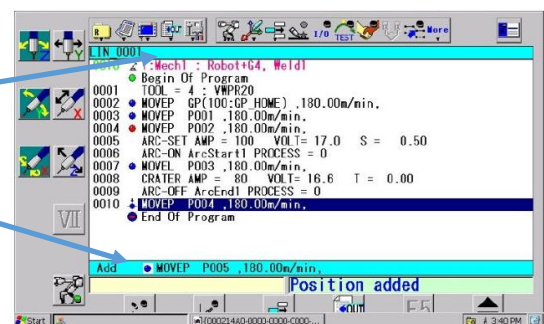 I/O TEST More
LIN 0001
1:Mech1 : Robot+G4, Weld1
Begin Of Program
0001 TOOL = 4 : VWPR20
0002 MOVEP GP(100:GP_HOME) ,180.00m/min,
0003 MOVEP P001 ,180.00m/min,
0004 MOVEP P002 ,180.00m/min,
0005 ARC-SET AMP = 100 VOLT= 17.0 S = 0.50
0006 ARC-ON ArcStart1 PROCESS = 0
0007 MOVEL P003 ,180.00m/min,
0008 CRATER AMP = 80 VOLT= 16.6 T = 0.00
0009 ARC-OFF ArcEnd1 PROCESS = 0
0010 MOVEP P004 ,180.00m/min,
End Of Program
VII
Add MOVEP P005 ,180.00m/min,
Position added
OUT F5
Start 3:40 PM